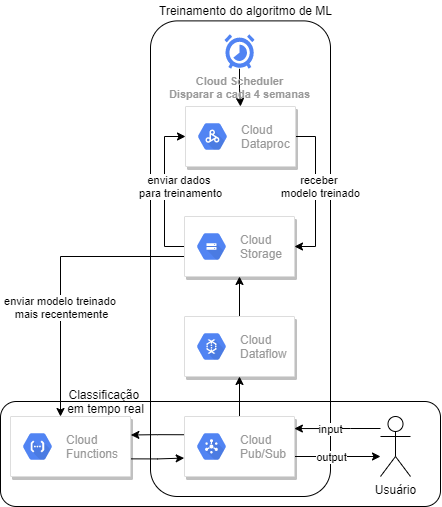 Treinamento do algoritmo de ML
Cloud Scheduler
Disparar a cada 4 semanas
Cloud
Dataproc
enviar dados
para treinamento
receber
modelo treinado
Cloud
Storage
enviar modelo treinado
mais recentemente
Cloud
Dataflow
Classificação
em tempo real
Cloud
Functions
Cloud
Pub/Sub
input
output
Usuário